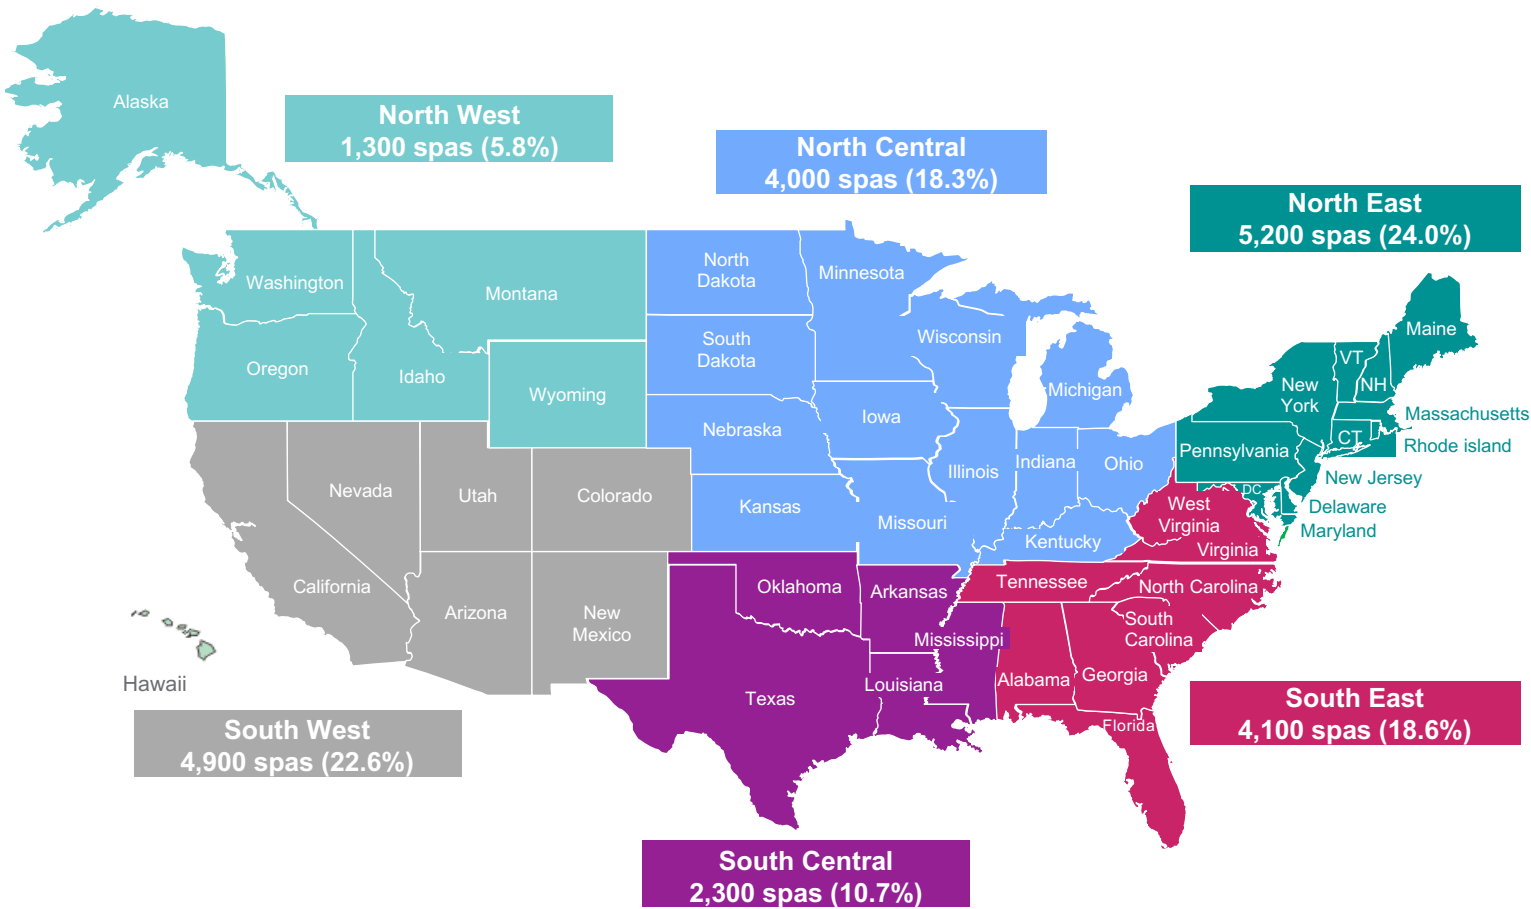 Alaska
North West
1,300 spas (5.8%)
North Central
4,000 spas (18.3%)
North East
5,200 spas (24.0%)
Washington
Montana
Oregon
Idaho
Wyoming
North
Dakota
Minnesota
South
Dakota
Wisconsin
Michigan
Nebraska
Iowa
Illinois
Indiana
Ohio
Kansas
Missouri
Kentucky
Maine
VT
NH
New
York
Massachusetts
CT
Rhode island
Pennsylvania
New Jersey
DC
Delaware
Maryland
Nevada
Utah
Colorado
California
Arizona
New
Mexico
Hawaii
South West
4,900 spas (22.6%)
Oklahoma
Arkansas
Mississippi
Texas
Louisiana
West
Virginia
Virginia
Tennessee
North Carolina
South
Carolina
Alabama
Georgia
Florida
South East
4,100 spas (18.6%)
South Central
2,300 spas (10.7%)